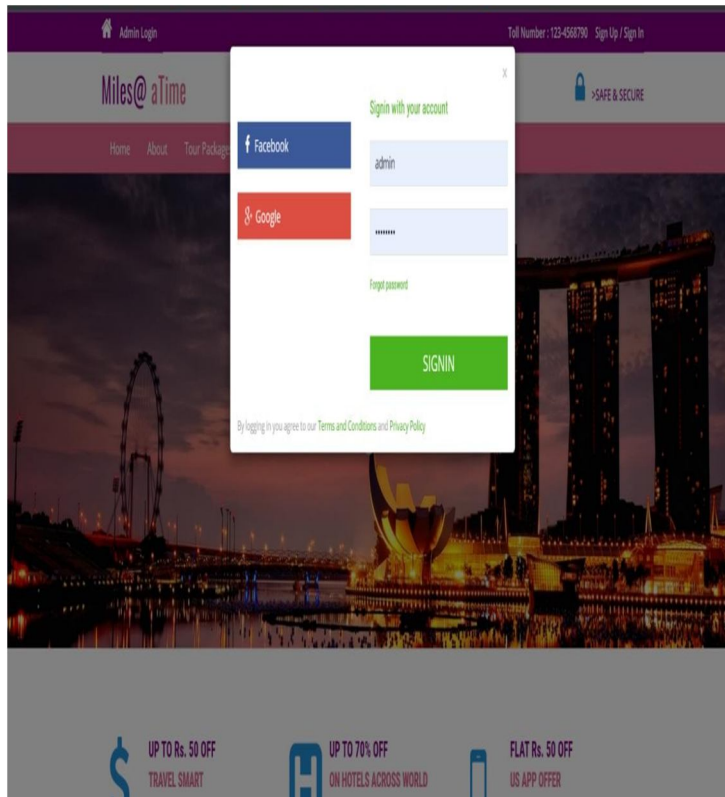 Admin Login
Toll Number : 123-4568790 Sign Up / Sign In
Miles@ aTime
>SAFE & SECURE
Home About Tour Package
X
Signin with your account
f Facebook
admin
g+ Google
••••••••
Forgot password
SIGNIN
By logging in you agree to our Terms and Conditions and Privacy Policy
UP TO Rs. 50 OFF
TRAVEL SMART
H
UP TO 70% OFF
ON HOTELS ACROSS WORLD
FLAT Rs. 50 OFF
US APP OFFER